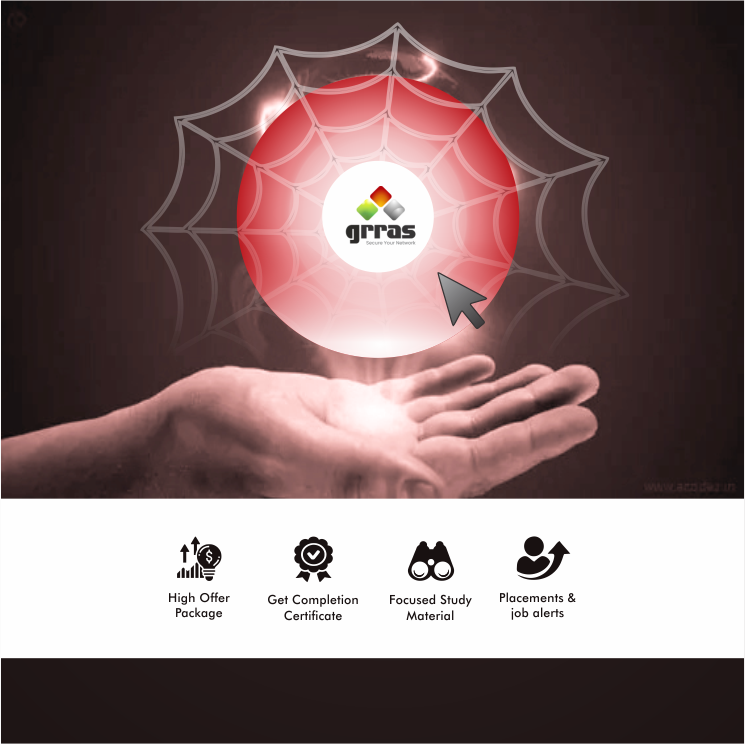 grras
Secure Your Network
High Offer
Package
Get Completion
Certificate
Focused Study
Material
Placements &
job alerts